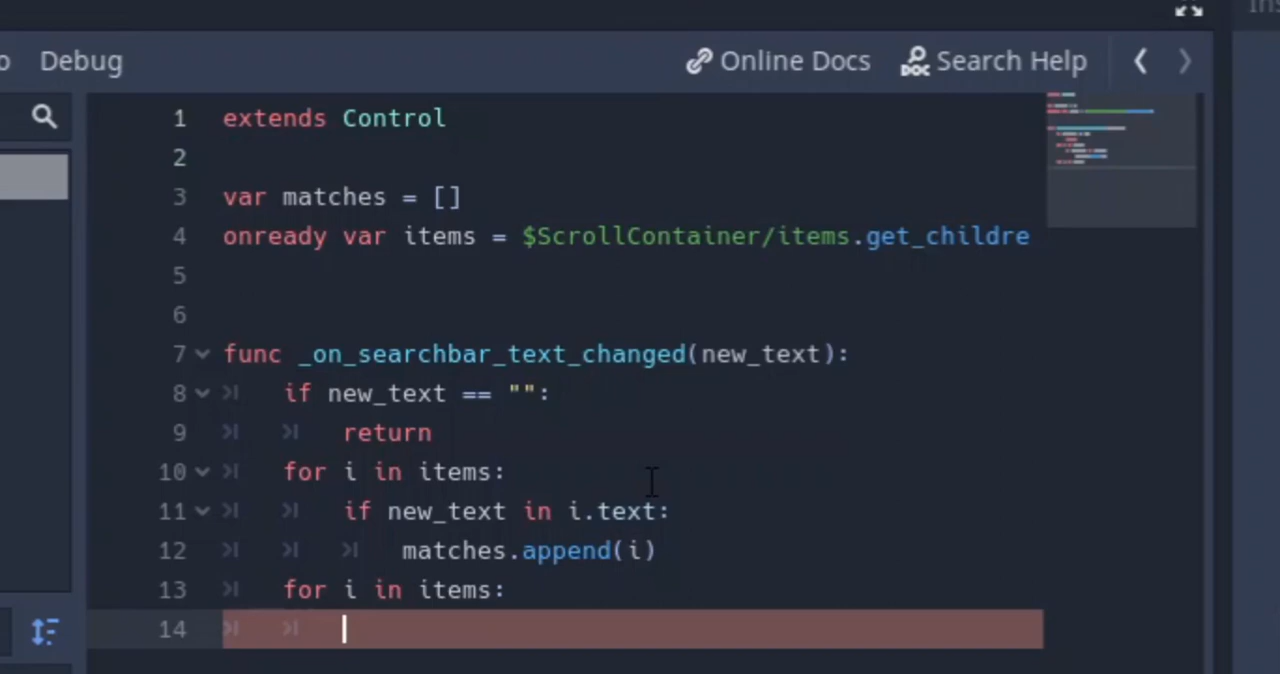 Debug Online Docs Search Help
1 extends Control
2
3 var matches = []
4 onready var items = $ScrollContainer/items.get_childre
5
6
7 func _on_searchbar_text_changed(new_text):
8 if new_text == "":
9 return
10 for i in items:
11 if new_text in i.text:
12 matches.append(i)
13 for i in items:
14